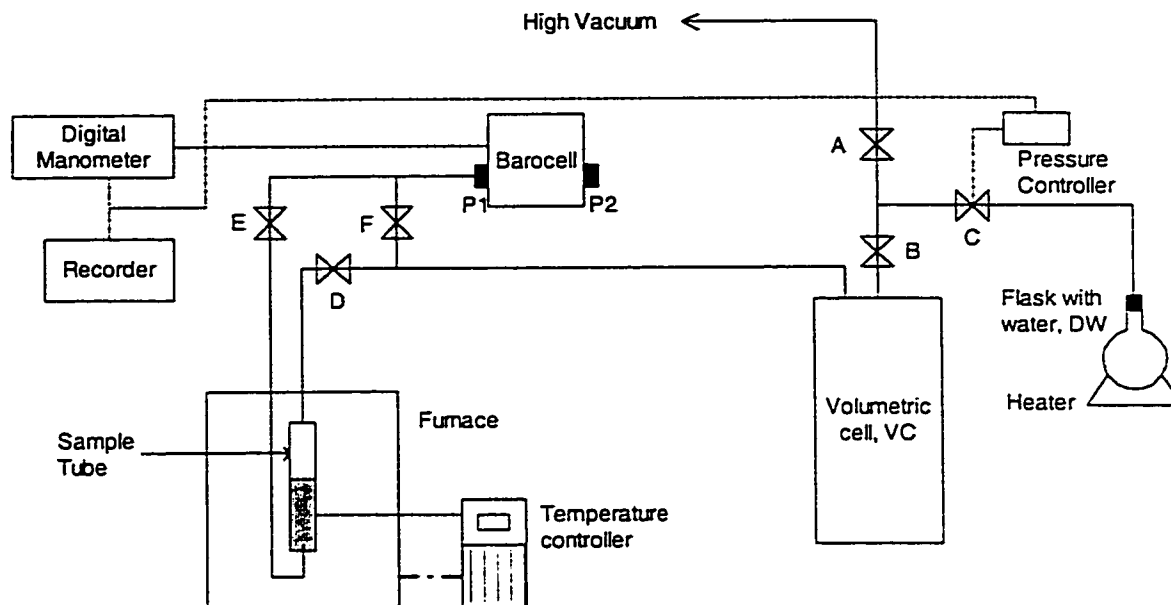 High Vacuum
Digital
Manometer
Barocell
A
Pressure
Controller
P1
P2
E
F
B
C
Recorder
D
Flask with
water, DW
Volumetric
cell, VC
Heater
Furnace
Sample
Tube
Temperature
controller